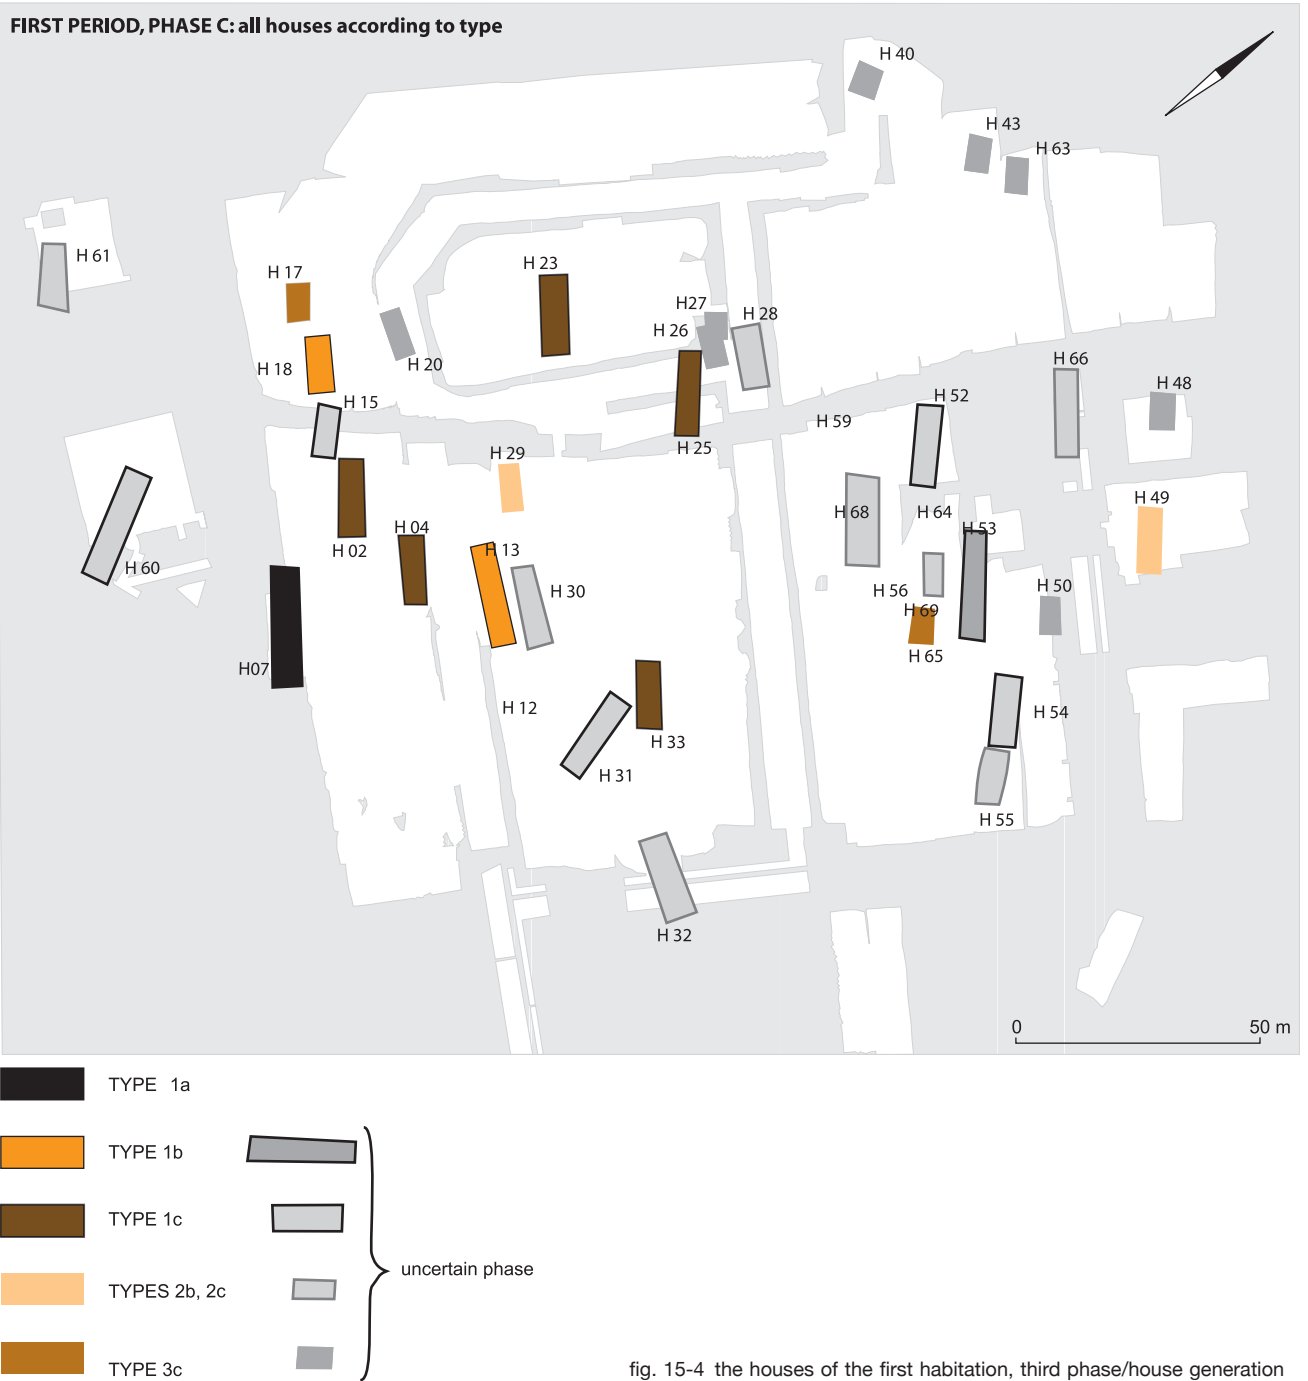 FIRST PERIOD, PHASE C: all houses according to type
H 40
H 43
H 63
H 61
H 17
H 23
H27
H 28
H 26
H 18
H 20
H 66
H 48
H 15
H 52
H 59
H 25
H 29
H 49
H 68
H 64
H 04
H 53
H 02
H 13
H 60
H 30
H 56
H 50
H 69
H 65
H07
H 12
H 54
H 33
H 31
H 55
H 32
0 50 m
TYPE 1a
TYPE 1b
TYPE 1c
uncertain phase
TYPES 2b, 2c
TYPE 3c
fig. 15-4 the houses of the first habitation, third phase/house generation